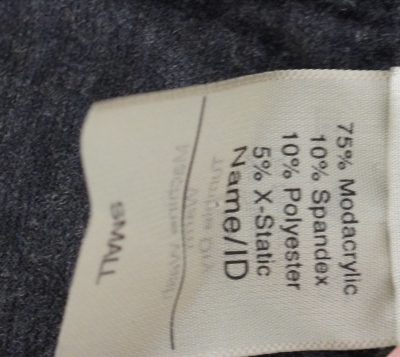 75% Modacrylic
10% Spandex
10% Polyester
5% X-Static
Name/ID
SMALL